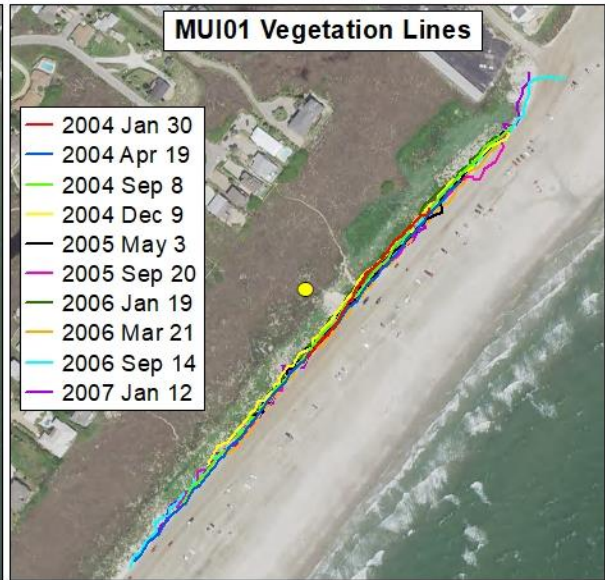 MUI01 Vegetation Lines
2004 Jan 30
2004 Apr 19
2004 Sep 8
2004 Dec 9
2005 May 3
2005 Sep 20
2006 Jan 19
2006 Mar 21
2006 Sep 14
2007 Jan 12